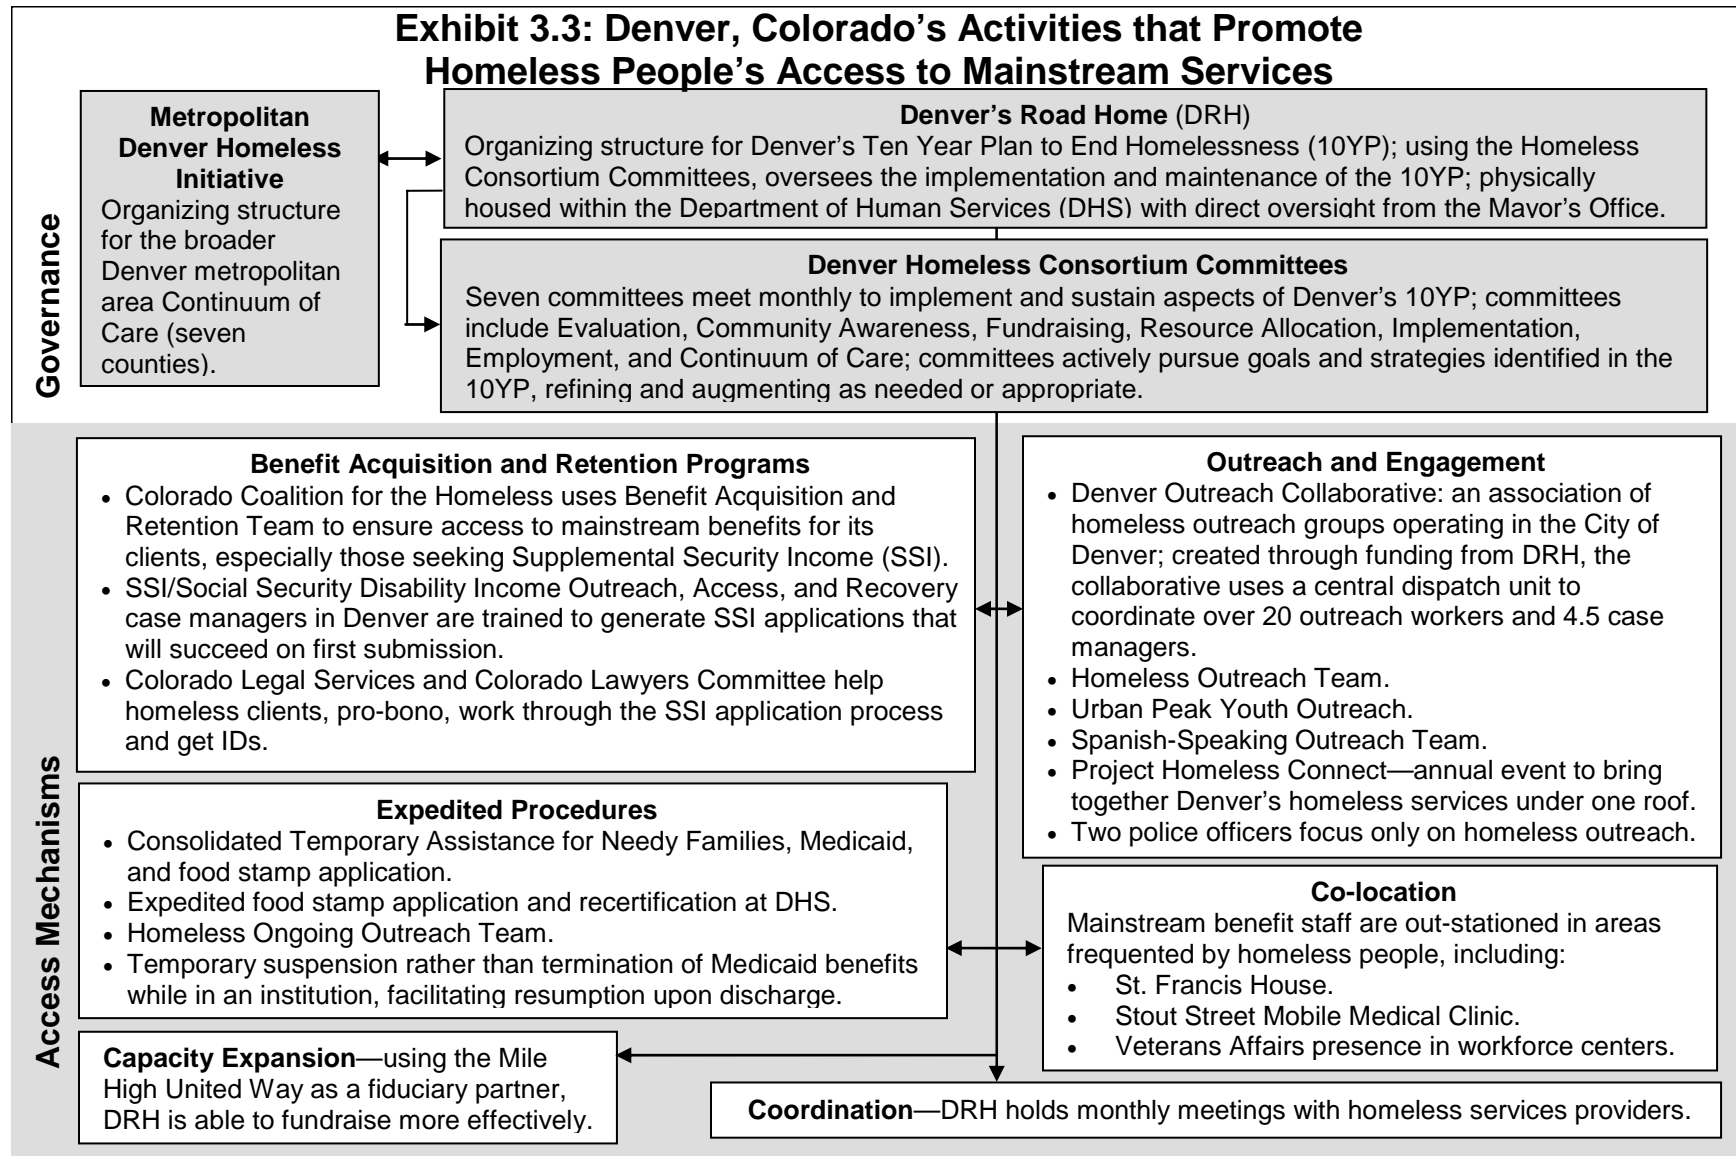 Exhibit 3.3: Denver, Colorado's Activities that Promote
Homeless People's Access to Mainstream Services
Governance
Metropolitan
Denver Homeless
Initiative
Organizing structure
for the broader
Denver metropolitan
area Continuum of
Care (seven
counties).
Denver's Road Home (DRH)
Organizing structure for Denver's Ten Year Plan to End Homelessness (10YP); using the Homeless
Consortium Committees, oversees the implementation and maintenance of the 10YP; physically
housed within the Department of Human Services (DHS) with direct oversight from the Mayor's Office.
Denver Homeless Consortium Committees
Seven committees meet monthly to implement and sustain aspects of Denver's 10YP; committees
include Evaluation, Community Awareness, Fundraising, Resource Allocation, Implementation,
Employment, and Continuum of Care; committees actively pursue goals and strategies identified in the
10YP, refining and augmenting as needed or appropriate.
Access Mechanisms
Benefit Acquisition and Retention Programs
• Colorado Coalition for the Homeless uses Benefit Acquisition and
Retention Team to ensure access to mainstream benefits for its
clients, especially those seeking Supplemental Security Income (SSI).
• SSI/Social Security Disability Income Outreach, Access, and Recovery
case managers in Denver are trained to generate SSI applications that
will succeed on first submission.
• Colorado Legal Services and Colorado Lawyers Committee help
homeless clients, pro-bono, work through the SSI application process
and get IDs.
Outreach and Engagement
• Denver Outreach Collaborative: an association of
homeless outreach groups operating in the City of
Denver; created through funding from DRH, the
collaborative uses a central dispatch unit to
coordinate over 20 outreach workers and 4.5 case
managers.
• Homeless Outreach Team.
• Urban Peak Youth Outreach.
• Spanish-Speaking Outreach Team.
• Project Homeless Connect—annual event to bring
together Denver's homeless services under one roof.
• Two police officers focus only on homeless outreach.
Expedited Procedures
• Consolidated Temporary Assistance for Needy Families, Medicaid,
and food stamp application.
• Expedited food stamp application and recertification at DHS.
• Homeless Ongoing Outreach Team.
• Temporary suspension rather than termination of Medicaid benefits
while in an institution, facilitating resumption upon discharge.
Co-location
Mainstream benefit staff are out-stationed in areas
frequented by homeless people, including:
• St. Francis House.
• Stout Street Mobile Medical Clinic.
• Veterans Affairs presence in workforce centers.
Capacity Expansion—using the Mile
High United Way as a fiduciary partner,
DRH is able to fundraise more effectively.
Coordination—DRH holds monthly meetings with homeless services providers.